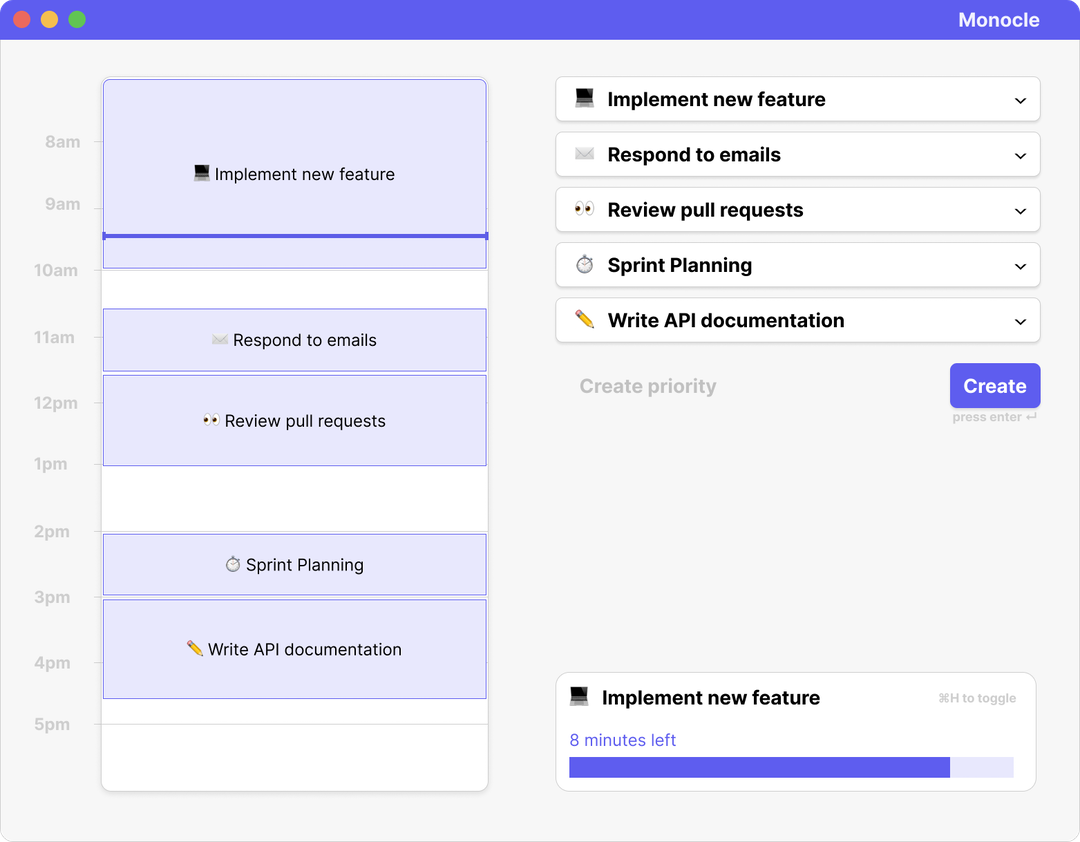 Monocle
8am
9am
10am
11am
12pm
1pm
2pm
3pm
4pm
5pm
💻 Implement new feature
✉️ Respond to emails
👀 Review pull requests
⏱️ Sprint Planning
✏️ Write API documentation
💻 Implement new feature
✉️ Respond to emails
👀 Review pull requests
⏱️ Sprint Planning
✏️ Write API documentation
Create priority
Create
press enter ↵
💻 Implement new feature
⌘H to toggle
8 minutes left